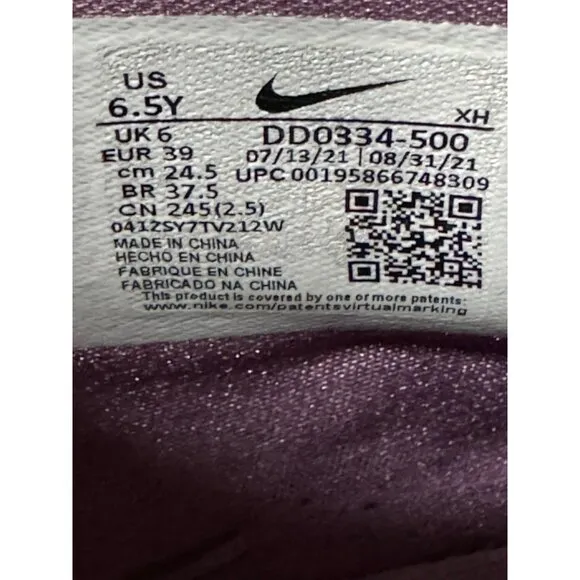 US
6.5Y
XH
UK 6
DD0334-500
EUR 39
07/13/21 | 08/31/21
cm 24.5
UPC 00195866748309
BR 37.5
CN 245(2.5)
041ZSY7TV212W
MADE IN CHINA
HECHO EN CHINA
FABRIQUE EN CHINE
FABRICADO NA CHINA
This product is covered by one or more patents:
www.nike.com/patentsvirtualmarking